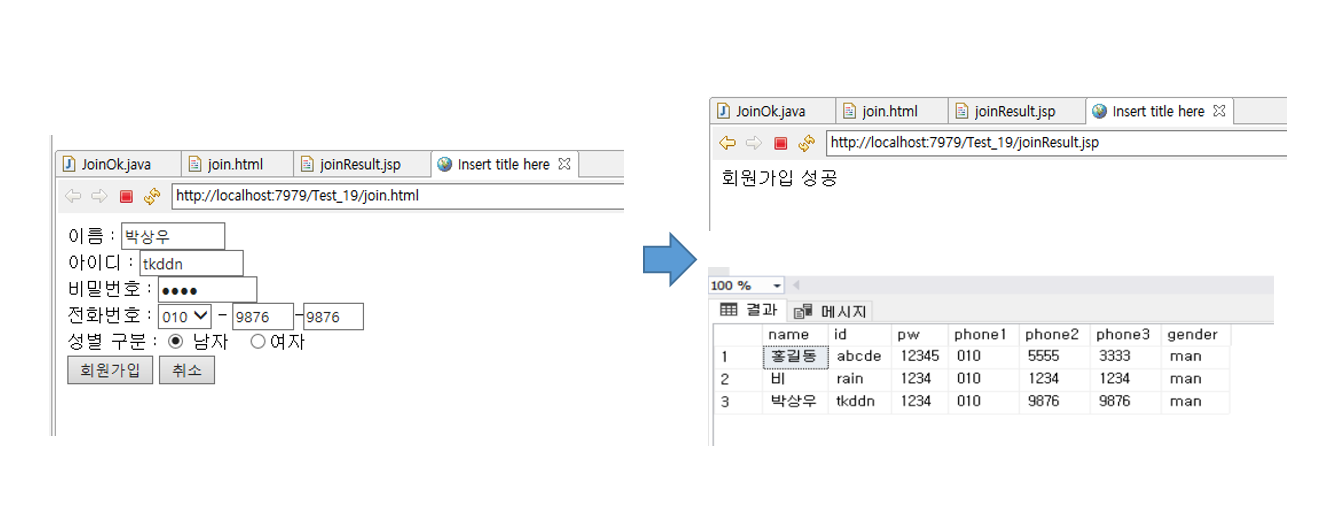 JoinOk.java join.html joinResult.jsp Insert title here
http://localhost:7979/Test_19/join.html
이름 : 박상우
아이디 : tkddn
비밀번호 : ●●●●
전화번호 : 010 - 9876 -9876
성별 구분 : 남자 여자
회원가입 취소
JoinOk.java join.html joinResult.jsp Insert title here
http://localhost:7979/Test_19/joinResult.jsp
회원가입 성공
100 %
결과 메시지
name id pw phone1 phone2 phone3 gender
1 홍길동 abcde 12345 010 5555 3333 man
2 비 rain 1234 010 1234 1234 man
3 박상우 tkddn 1234 010 9876 9876 man